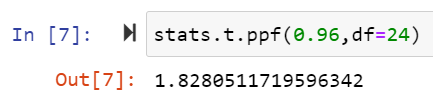 In [7]: stats.t.ppf(0.96,df=24)
Out[7]: 1.8280511719596342